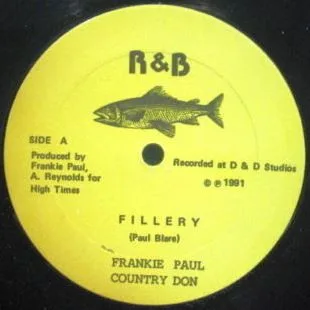 R&B
SIDE A
Produced by
Frankie Paul,
A. Reynolds for
High Times
Recorded at D & D Studios
© ℗ 1991
FILLERY
(Paul Blare)
FRANKIE PAUL
COUNTRY DON